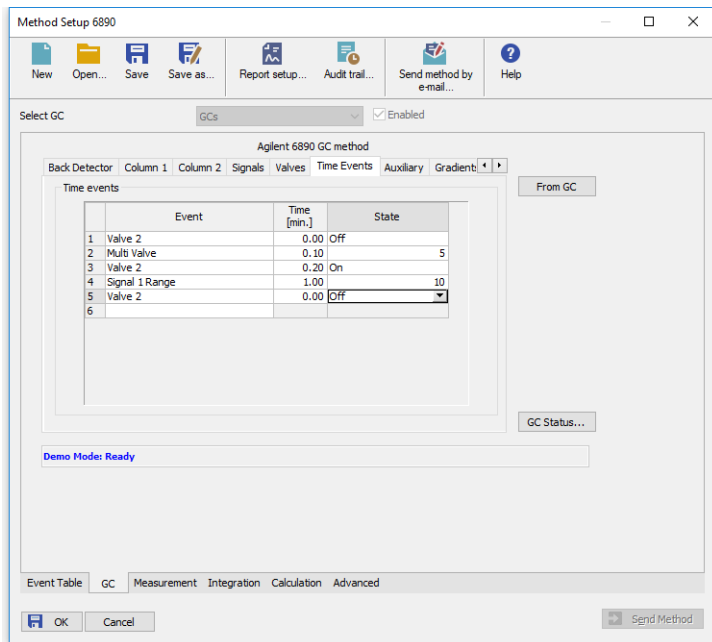 Method Setup 6890
New Open... Save Save as... Report setup... Audit trail... Send method by e-mail... Help
Select GC GCs Enabled
Agilent 6890 GC method
Back Detector Column 1 Column 2 Signals Valves Time Events Auxiliary Gradient
From GC
Time events
Event Time [min.] State
1 Valve 2 0.00 Off
2 Multi Valve 0.10 5
3 Valve 2 0.20 On
4 Signal 1 Range 1.00 10
5 Valve 2 0.00 Off
6
GC Status...
Demo Mode: Ready
Event Table GC Measurement Integration Calculation Advanced
OK Cancel Send Method